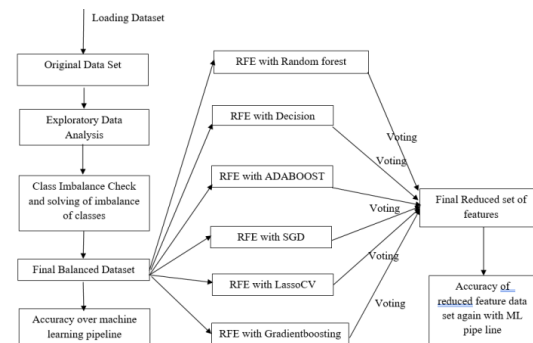 Loading Dataset
Original Data Set
Exploratory Data
Analysis
Class Imbalance Check
and solving of imbalance
of classes
Final Balanced Dataset
Accuracy over machine
learning pipeline
RFE with Random forest
RFE with Decision
RFE with ADABOOST
RFE with SGD
RFE with LassoCV
RFE with Gradientboosting
Voting
Voting
Voting
Voting
Voting
Final Reduced set of
features
Accuracy of
reduced feature data
set again with ML
pipe line